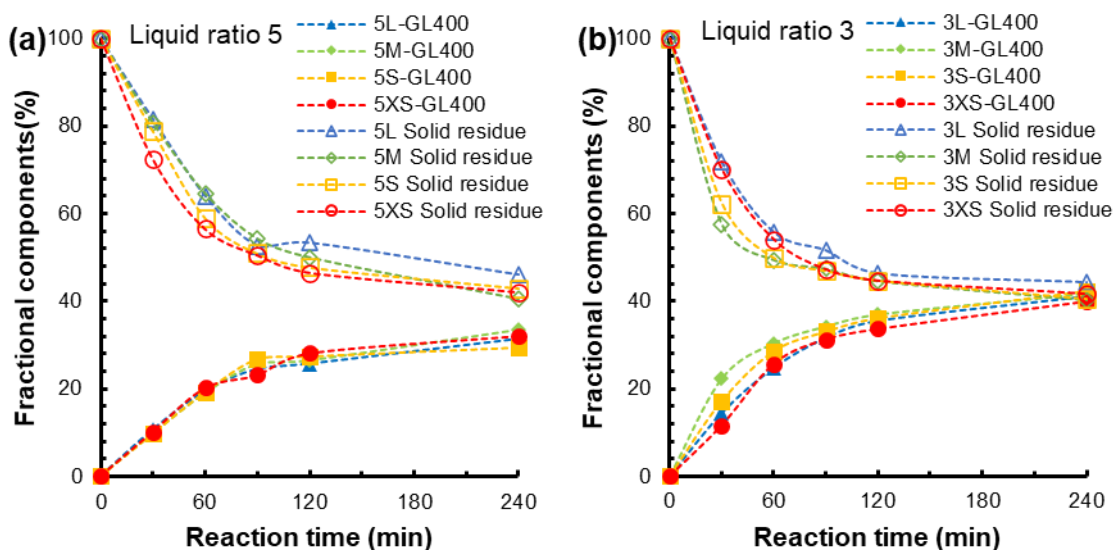 (a)
Liquid ratio 5
5L-GL400
5M-GL400
5S-GL400
5XS-GL400
5L Solid residue
5M Solid residue
5S Solid residue
5XS Solid residue
Fractional components(%)
100
80
60
40
20
0
0 60 120 180 240
Reaction time (min)
(b)
Liquid ratio 3
3L-GL400
3M-GL400
3S-GL400
3XS-GL400
3L Solid residue
3M Solid residue
3S Solid residue
3XS Solid residue
Fractional components (%)
100
80
60
40
20
0
0 60 120 180 240
Reaction time (min)